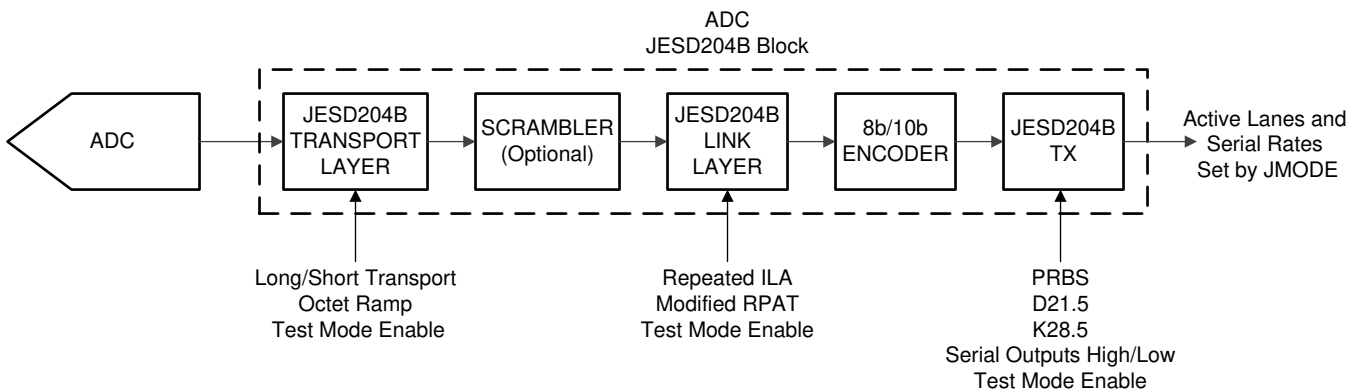 ADC
JESD204B Block
ADC
JESD204B
TRANSPORT
LAYER
SCRAMBLER
(Optional)
JESD204B
LINK
LAYER
8b/10b
ENCODER
JESD204B
TX
Active Lanes and
Serial Rates
Set by JMODE
Long/Short Transport
Octet Ramp
Test Mode Enable
Repeated ILA
Modified RPAT
Test Mode Enable
PRBS
D21.5
K28.5
Serial Outputs High/Low
Test Mode Enable